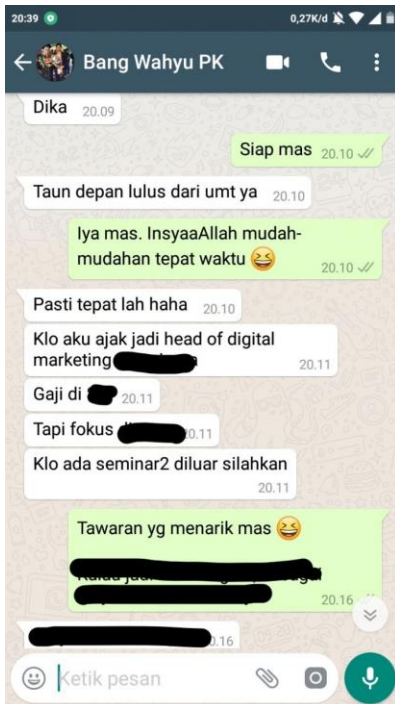 20:39
0,27K/d
Bang Wahyu PK
Dika 20.09
Siap mas 20.10
Taun depan lulus dari umt ya 20.10
Iya mas. InsyaaAllah mudah-
mudahan tepat waktu 😆
20.10
Pasti tepat lah haha 20.10
Klo aku ajak jadi head of digital
marketing
20.11
Gaji di 20.11
Tapi fokus 0.11
Klo ada seminar2 diluar silahkan
20.11
Tawaran yg menarik mas 😆
20.16
0.16
Ketik pesan